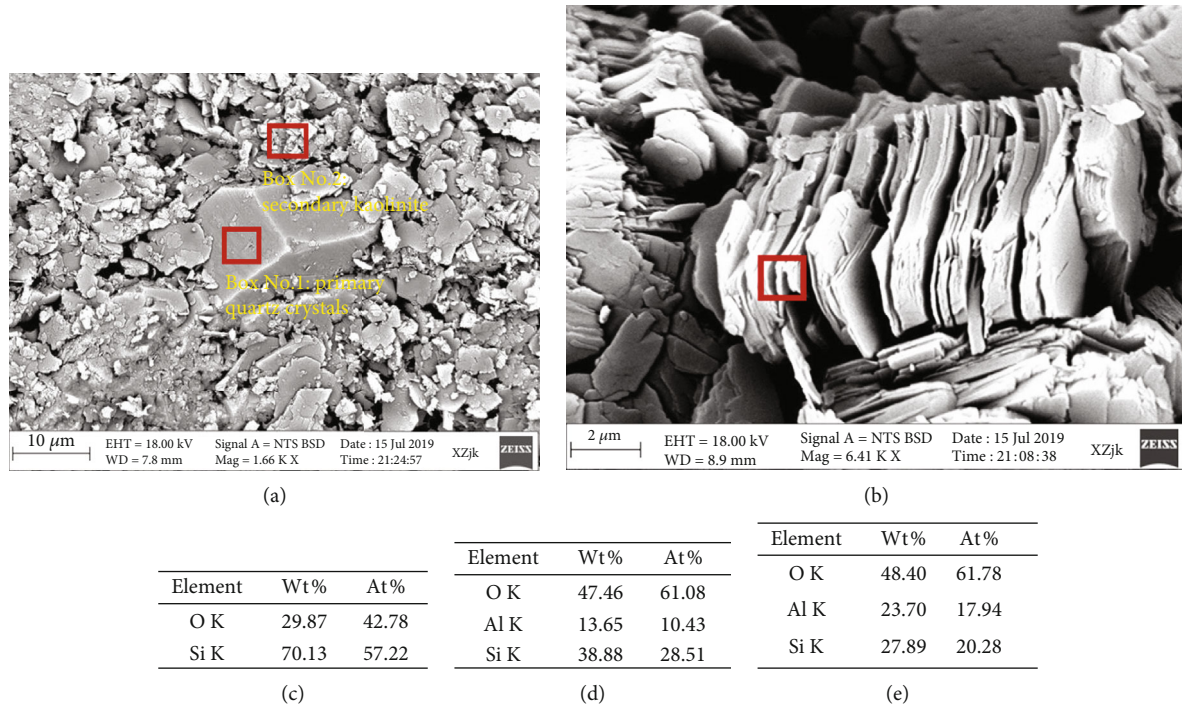 Box No.2:
secondary kaolinite
Box No.1: primary
quartz crystals
10 μm
EHT = 18.00 kV
WD = 7.8 mm
Signal A = NTS BSD
Mag = 1.66 K X
Date : 15 Jul 2019
Time : 21:24:57
XZjk
ZEISS
(a)
2 μm
EHT = 18.00 kV
WD = 8.9 mm
Signal A = NTS BSD
Mag = 6.41 K X
Date : 15 Jul 2019
Time : 21:08:38
XZjk
ZEISS
(b)
Element Wt% At%
O K 29.87 42.78
Si K 70.13 57.22
(c)
Element Wt% At%
O K 47.46 61.08
Al K 13.65 10.43
Si K 38.88 28.51
(d)
Element Wt% At%
O K 48.40 61.78
Al K 23.70 17.94
Si K 27.89 20.28
(e)